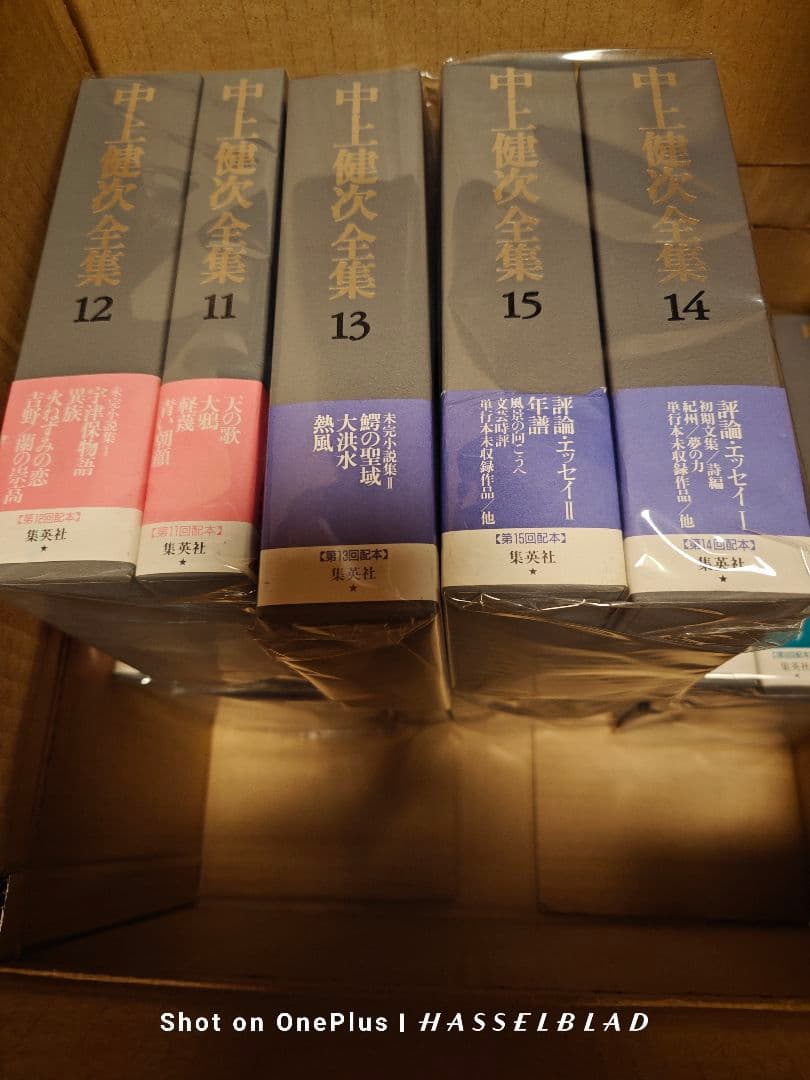 中上健次全集
12
未完小説集Ⅰ
宇津保物語
異族
火ねずみの恋
吉野
蘭の崇高
【第12回配本】
集英社
中上健次全集
11
天の歌
大鴉
軽蔑
青い朝顔
【第11回配本】
集英社
中上健次全集
13
未完小説集Ⅱ
鰐の聖域
大洪水
熱風
【第13回配本】
集英社
中上健次全集
15
評論・エッセイⅡ
年譜
風景の向こうへ
文芸時評
単行本未収録作品／他
【第15回配本】
集英社
中上健次全集
14
評論・エッセイⅠ
初期文集／詩編
紀州／夢の力
単行本未収録作品／他
【第14回配本】
集英社
集英社
Shot on OnePlus | HASSELBLAD